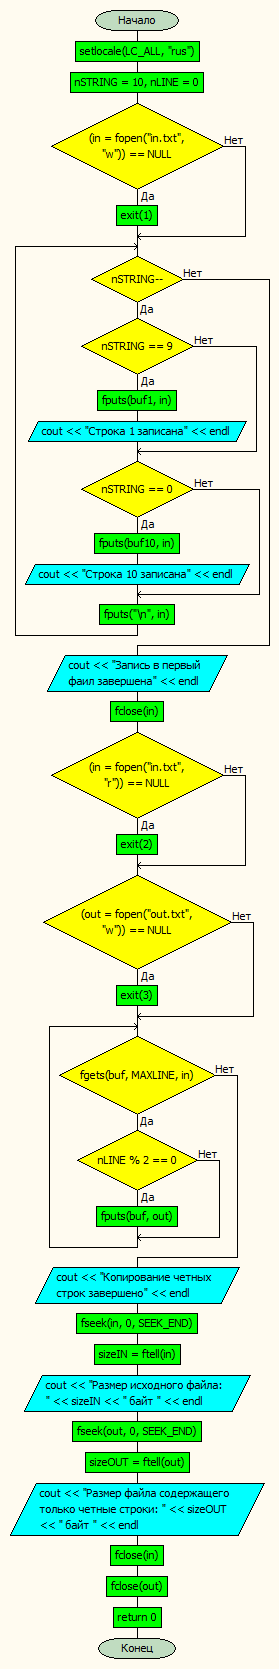 Начало
setlocale(LC_ALL, "rus")
nSTRING = 10, nLINE = 0
(in = fopen("in.txt",
"w")) == NULL
Нет
Да
exit(1)
nSTRING--
Нет
Да
nSTRING == 9
Нет
Да
fputs(buf1, in)
cout << "Строка 1 записана" << endl
nSTRING == 0
Нет
Да
fputs(buf10, in)
cout << "Строка 10 записана" << endl
fputs("\n", in)
cout << "Запись в первый
фаил завершена" << endl
fclose(in)
(in = fopen("in.txt",
"r")) == NULL
Нет
Да
exit(2)
(out = fopen("out.txt",
"w")) == NULL
Нет
Да
exit(3)
fgets(buf, MAXLINE, in)
Нет
Да
nLINE % 2 == 0
Нет
Да
fputs(buf, out)
cout << "Копирование четных
строк завершено" << endl
fseek(in, 0, SEEK_END)
sizeIN = ftell(in)
cout << "Размер исходного файла:
" << sizeIN << " байт " << endl
fseek(out, 0, SEEK_END)
sizeOUT = ftell(out)
cout << "Размер файла содержащего
только четные строки: " << sizeOUT
<< " байт " << endl
fclose(in)
fclose(out)
return 0
Конец